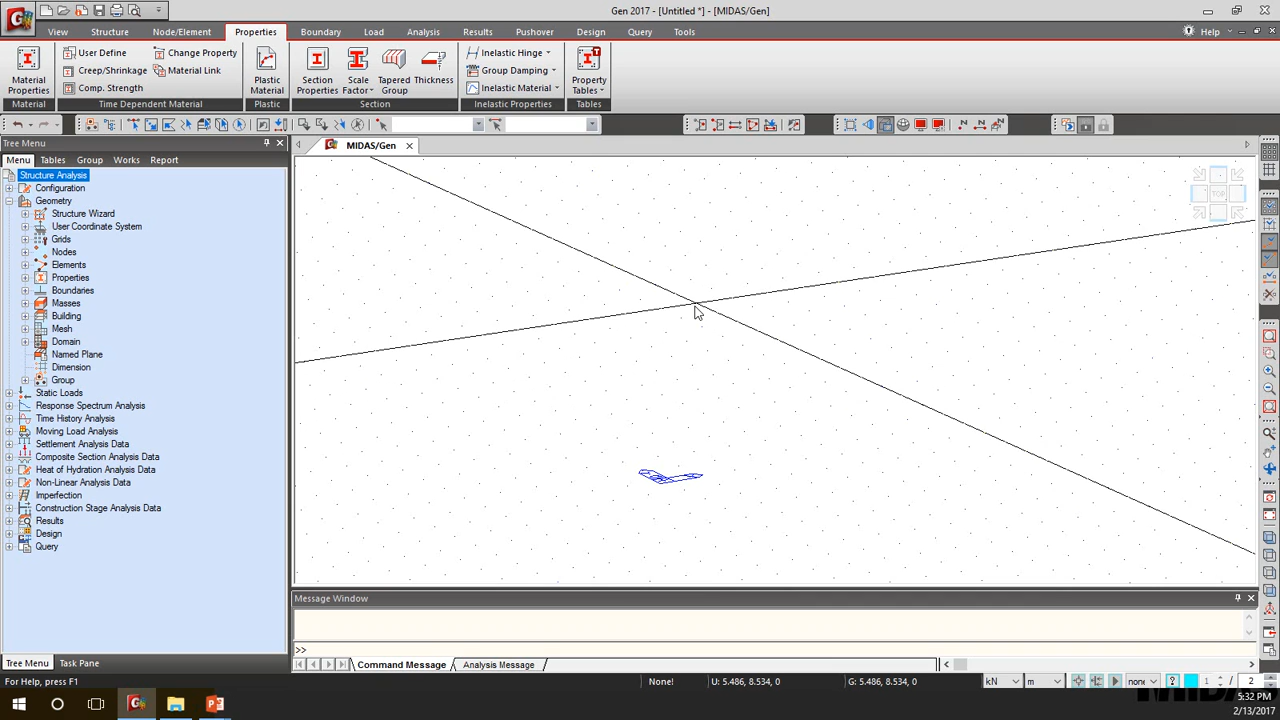 Gen 2017 - [Untitled *] - [MIDAS/Gen]
View Structure Node/Element Properties Boundary Load Analysis Results Pushover Design Query Tools Help
Material Properties
User Define
Creep/Shrinkage
Comp. Strength
Change Property
Material Link
Plastic Material
Section Properties
Scale Factor
Tapered Group
Thickness
Inelastic Hinge
Group Damping
Inelastic Material
Property Tables
Material Time Dependent Material Plastic Section Inelastic Properties Tables
Tree Menu
MIDAS/Gen
Menu Tables Group Works Report
Structure Analysis
Configuration
Geometry
Structure Wizard
User Coordinate System
Grids
Nodes
Elements
Properties
Boundaries
Masses
Building
Mesh
Domain
Named Plane
Dimension
Group
Static Loads
Response Spectrum Analysis
Time History Analysis
Moving Load Analysis
Settlement Analysis Data
Composite Section Analysis Data
Heat of Hydration Analysis Data
Non-Linear Analysis Data
Imperfection
Construction Stage Analysis Data
Results
Design
Query
TOP
Message Window
>>
Tree Menu Task Pane
Command Message Analysis Message
For Help, press F1
None! U: 5.486, 8.534, 0 G: 5.486, 8.534, 0 kN m none 1 / 2
5:32 PM
2/13/2017